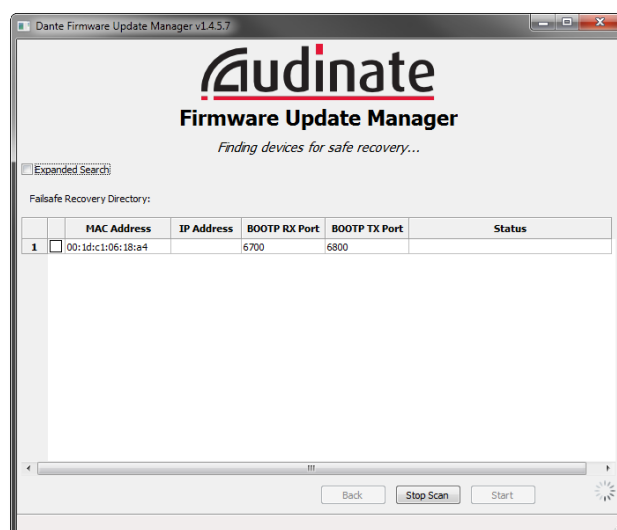 Dante Firmware Update Manager v1.4.5.7
Audinate
Firmware Update Manager
Finding devices for safe recovery...
Expanded Search
Failsafe Recovery Directory:
MAC Address IP Address BOOTP RX Port BOOTP TX Port Status
1 00:1d:c1:06:18:a4 6700 6800
Back Stop Scan Start